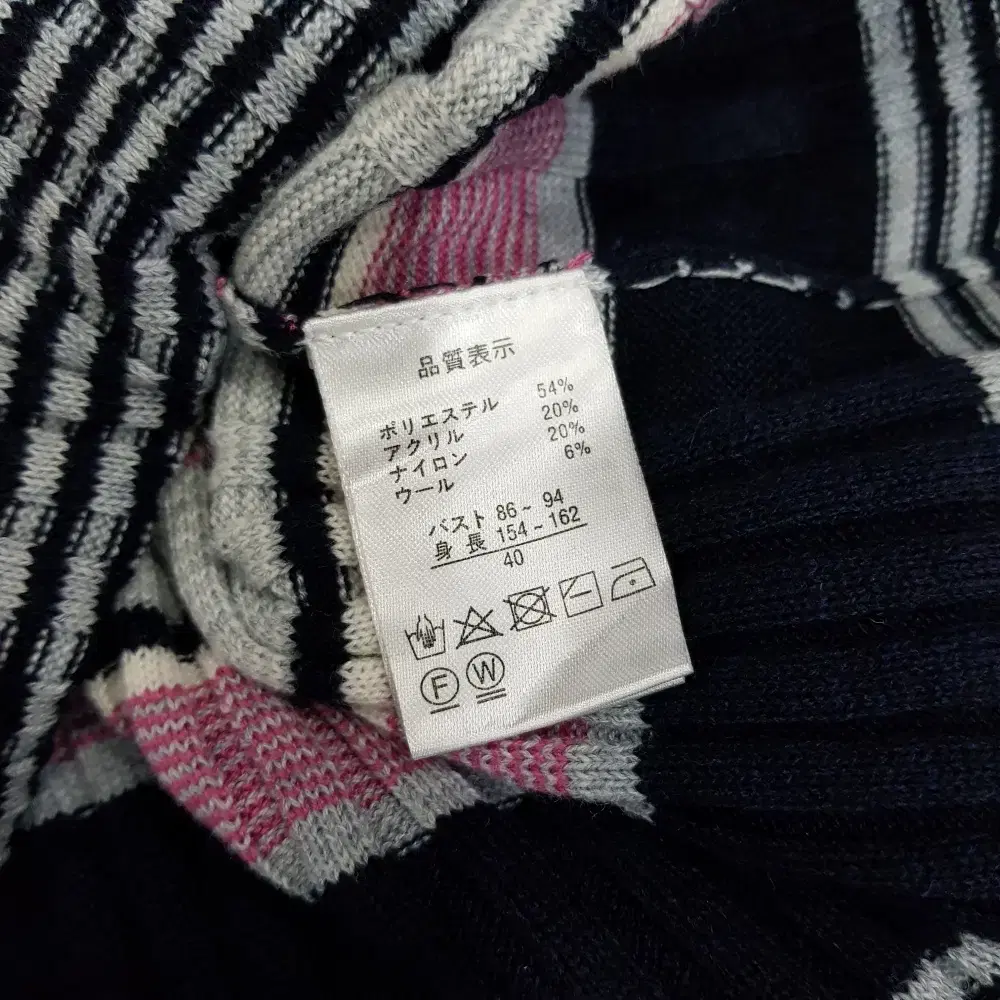 品質表示
ポリエステル 54%
アクリル 20%
ナイロン 20%
ウール 6%
バスト 86~ 94
身 長 154~162
40
F W